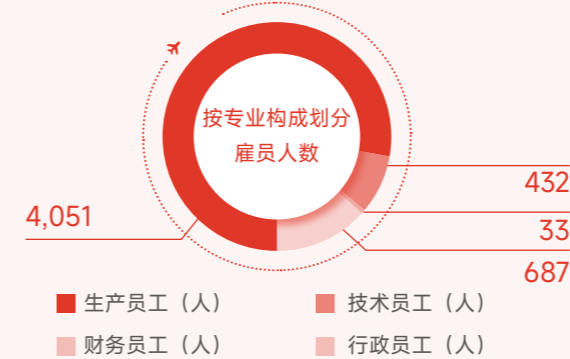 按专业构成划分
雇员人数
432
4,051
33
687
生产员工（人）
技术员工（人）
财务员工（人）
行政员工（人）